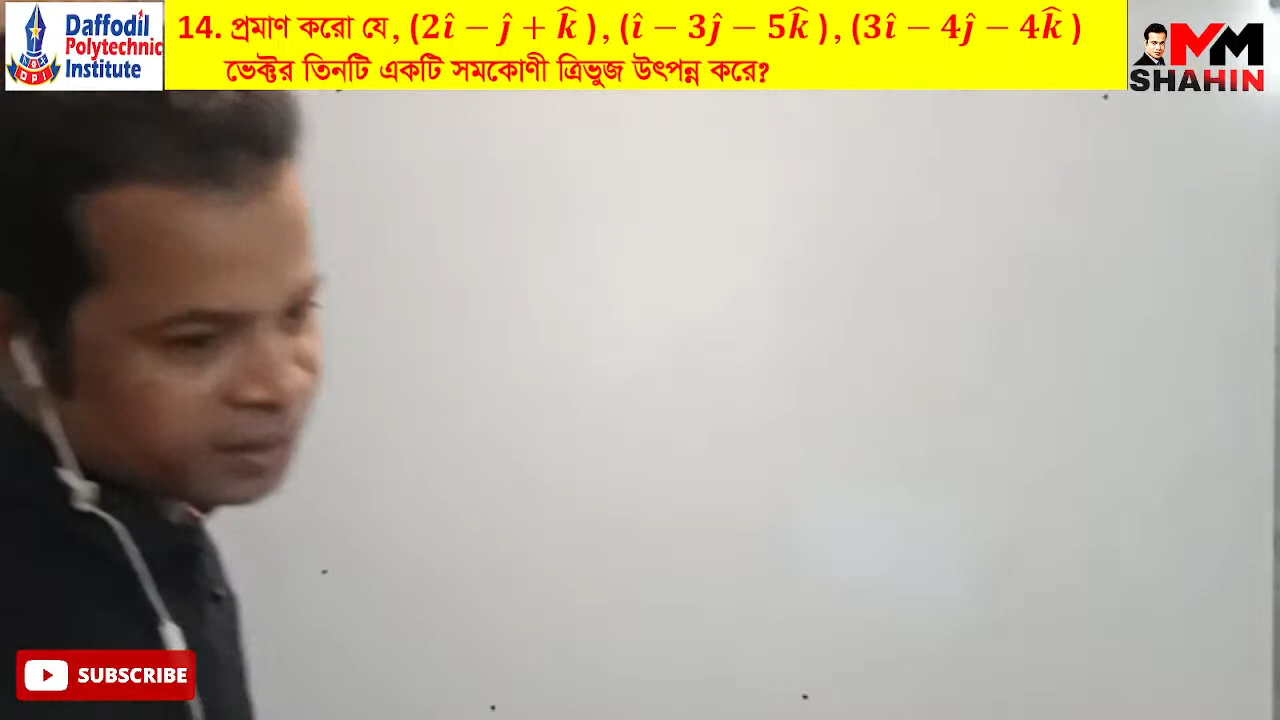 Daffodil
Polytechnic
Institute
DPI
14. প্রমাণ করো যে, (2î − ĵ + k̂ ), (î − 3ĵ − 5k̂ ), (3î − 4ĵ − 4k̂ )
ভেক্টর তিনটি একটি সমকোণী ত্রিভুজ উৎপন্ন করে?
MM
SHAHIN
SUBSCRIBE